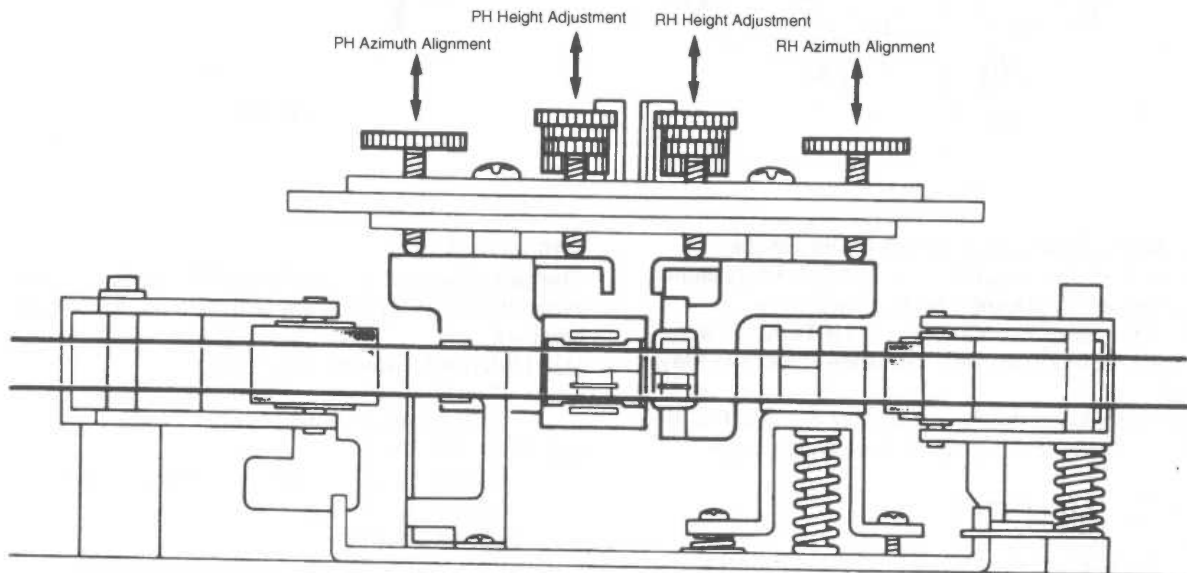 PH Height Adjustment
RH Height Adjustment
PH Azimuth Alignment
RH Azimuth Alignment